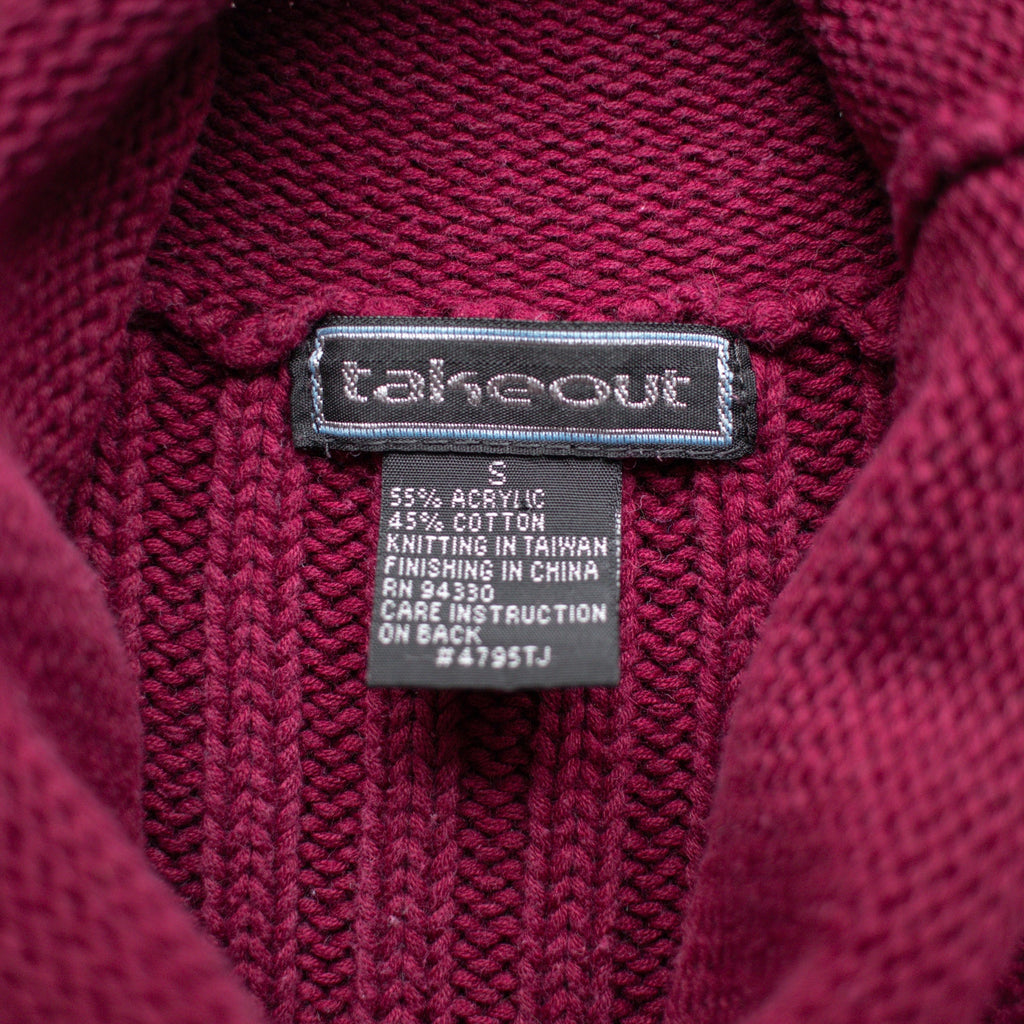 takeout
S
55% ACRYLIC
45% COTTON
KNITTING IN TAIWAN
FINISHING IN CHINA
RN 94330
CARE INSTRUCTION
ON BACK
#4795TJ